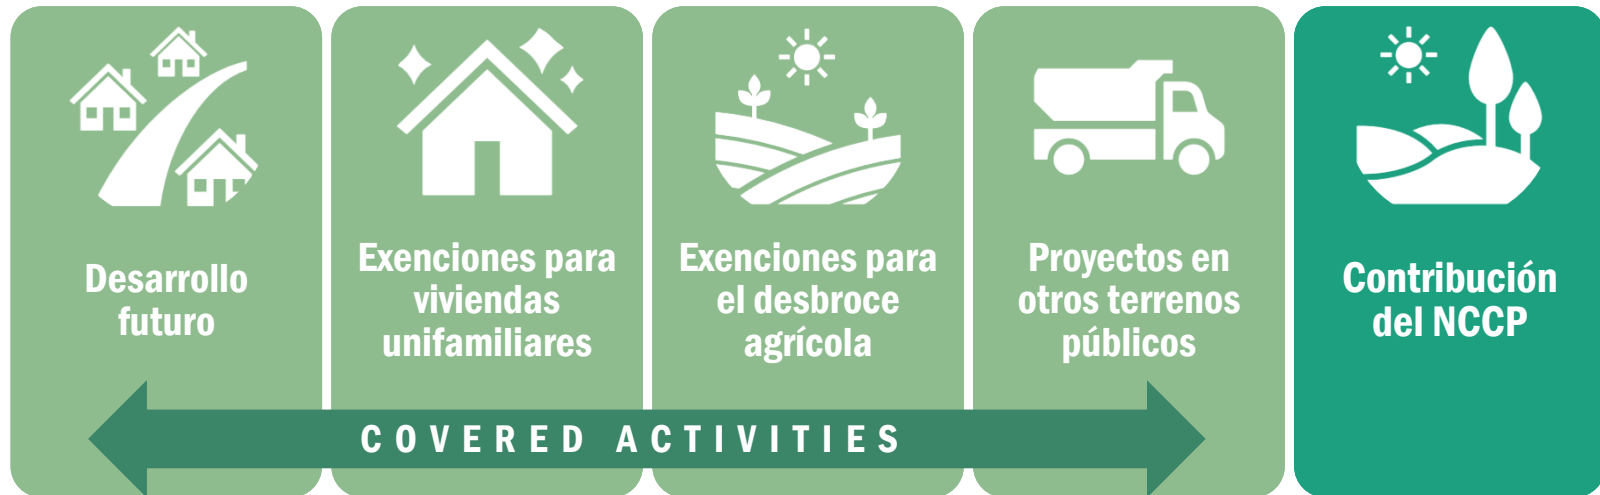 Desarrollo
futuro
Exenciones para
viviendas
unifamiliares
Exenciones para
el desbroce
agrícola
Proyectos en
otros terrenos
públicos
Contribución
del NCCP
COVERED ACTIVITIES